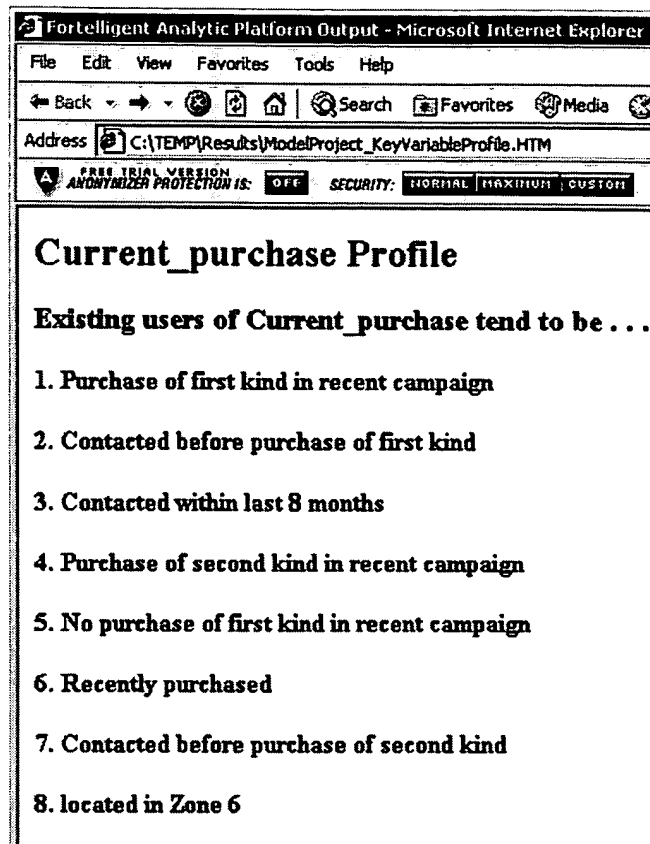 Fortelligent Analytic Platform Output - Microsoft Internet Explorer
File Edit View Favorites Tools Help
Back Search Favorites Media
Address C:\TEMP\Results\ModelProject_KeyVariableProfile.HTM
FREE TRIAL VERSION
ANONYMIZER PROTECTION IS: OFF SECURITY: NORMAL MAXIMUM CUSTOM
Current_purchase Profile
Existing users of Current_purchase tend to be . . .
1. Purchase of first kind in recent campaign
2. Contacted before purchase of first kind
3. Contacted within last 8 months
4. Purchase of second kind in recent campaign
5. No purchase of first kind in recent campaign
6. Recently purchased
7. Contacted before purchase of second kind
8. located in Zone 6